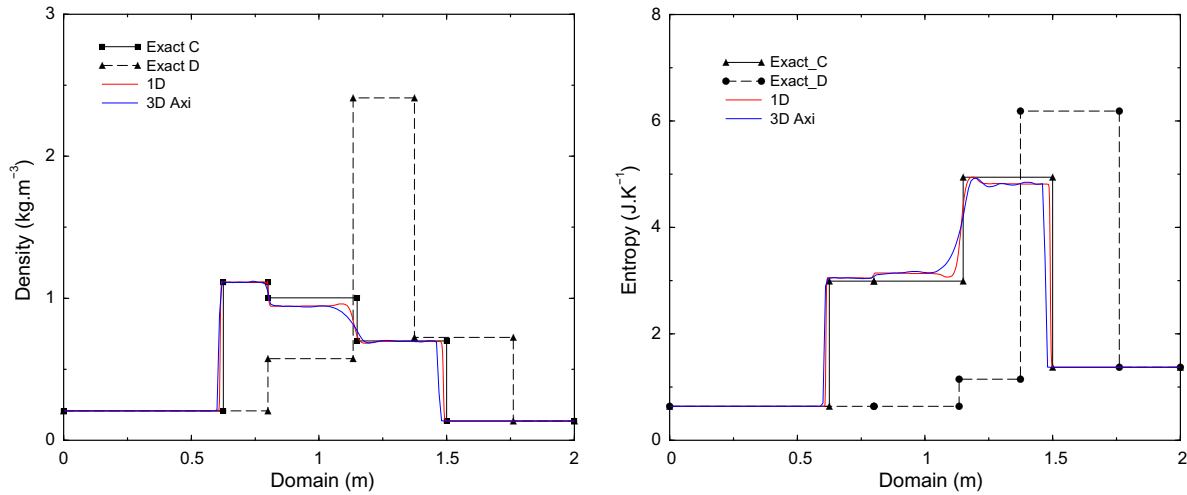 3
2
1
0
Density (kg.m⁻³)
Exact C
Exact D
1D
3D Axi
0
0.5
1
1.5
2
Domain (m)
8
6
4
2
0
Entropy (J.K⁻¹)
Exact_C
Exact_D
1D
3D Axi
0
0.5
1
1.5
2
Domain (m)